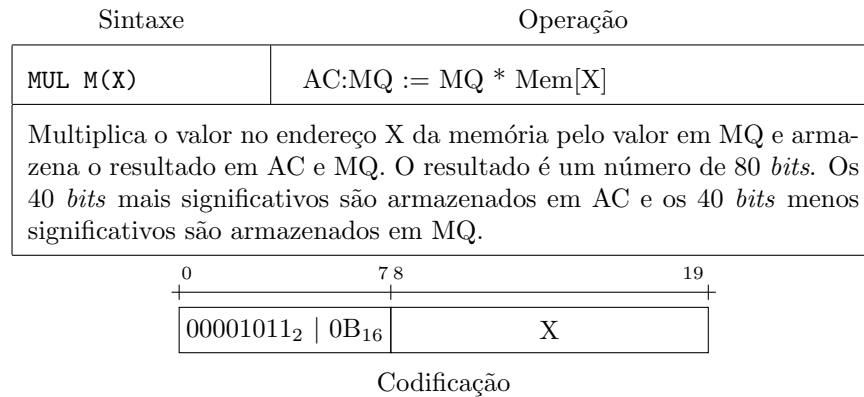 Sintaxe Operação
MUL M(X) AC:MQ := MQ * Mem[X]
Multiplica o valor no endereço X da memória pelo valor em MQ e arma-
zena o resultado em AC e MQ. O resultado é um número de 80 bits. Os
40 bits mais significativos são armazenados em AC e os 40 bits menos
significativos são armazenados em MQ.
0 7 8 19
00001011₂ | 0B₁₆ X
Codificação